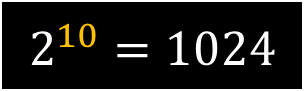 2¹⁰ = 1024